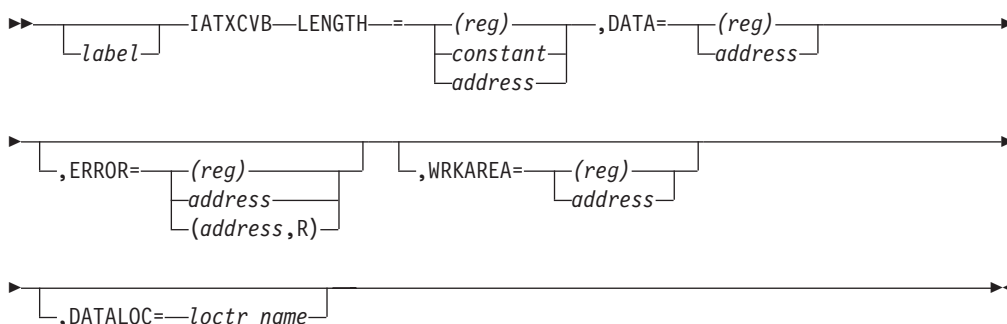 IATXCVB LENGTH = (reg) ,DATA= (reg)
label constant address
address
,ERROR= (reg) ,WRKAREA= (reg)
address address
(address,R)
,DATALOC= loctr name